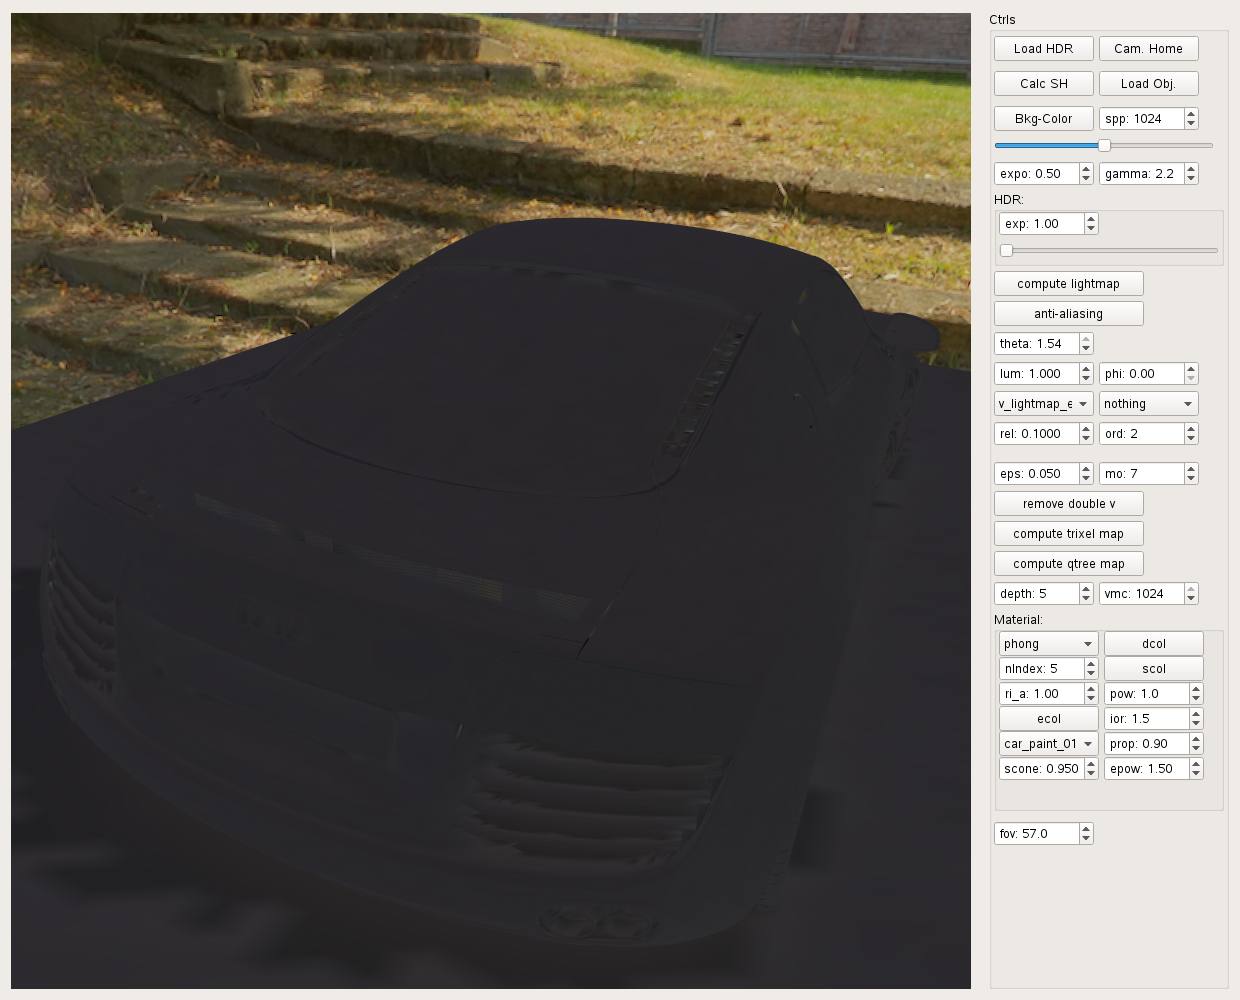 Ctrls
Load HDR Cam. Home
Calc SH Load Obj.
Bkg-Color spp: 1024
expo: 0.50 gamma: 2.2
HDR:
exp: 1.00
compute lightmap
anti-aliasing
theta: 1.54
lum: 1.000 phi: 0.00
v_lightmap_e nothing
rel: 0.1000 ord: 2
eps: 0.050 mo: 7
remove double v
compute trixel map
compute qtree map
depth: 5 vmc: 1024
Material:
phong dcol
nIndex: 5 scol
ri_a: 1.00 pow: 1.0
ecol ior: 1.5
car_paint_01 prop: 0.90
scone: 0.950 epow: 1.50
fov: 57.0